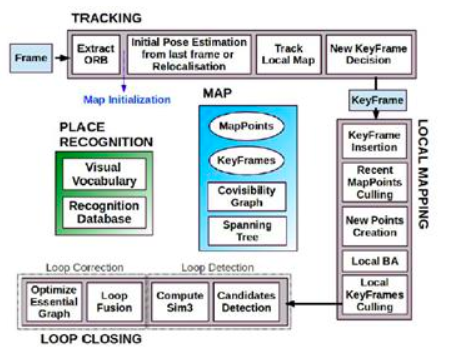 TRACKING
Frame
Extract
ORB
Initial Pose Estimation
from last frame or
Relocalisation
Track
Local Map
New KeyFrame
Decision
Map Initialization
KeyFrame
MAP
MapPoints
KeyFrames
Covisibility
Graph
Spanning
Tree
PLACE
RECOGNITION
Visual
Vocabulary
Recognition
Database
LOCAL MAPPING
KeyFrame
Insertion
Recent
MapPoints
Culling
New Points
Creation
Local BA
Local
KeyFrames
Culling
Loop Correction
Loop Detection
Optimize
Essential
Graph
Loop
Fusion
Compute
Sim3
Candidates
Detection
LOOP CLOSING